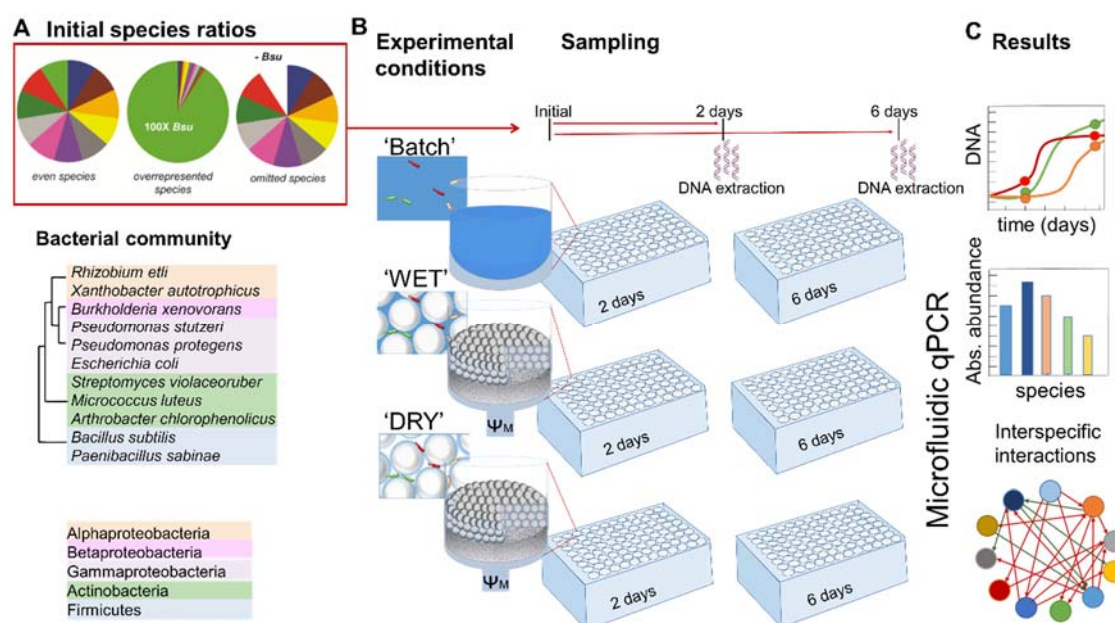 A Initial species ratios
- Bsu
100X Bsu
even species
overrepresented
species
omitted species
Bacterial community
Rhizobium etli
Xanthobacter autotrophicus
Burkholderia xenovorans
Pseudomonas stutzeri
Pseudomonas protegens
Escherichia coli
Streptomyces violaceoruber
Micrococcus luteus
Arthrobacter chlorophenolicus
Bacillus subtilis
Paenibacillus sabinae
Alphaproteobacteria
Betaproteobacteria
Gammaproteobacteria
Actinobacteria
Firmicutes
B Experimental
conditions
Sampling
Initial
2 days
6 days
DNA extraction
DNA extraction
'Batch'
2 days
6 days
'WET'
ΨM
2 days
6 days
'DRY'
ΨM
2 days
6 days
Microfluidic qPCR
C Results
DNA
time (days)
Abs. abundance
species
Interspecific
interactions